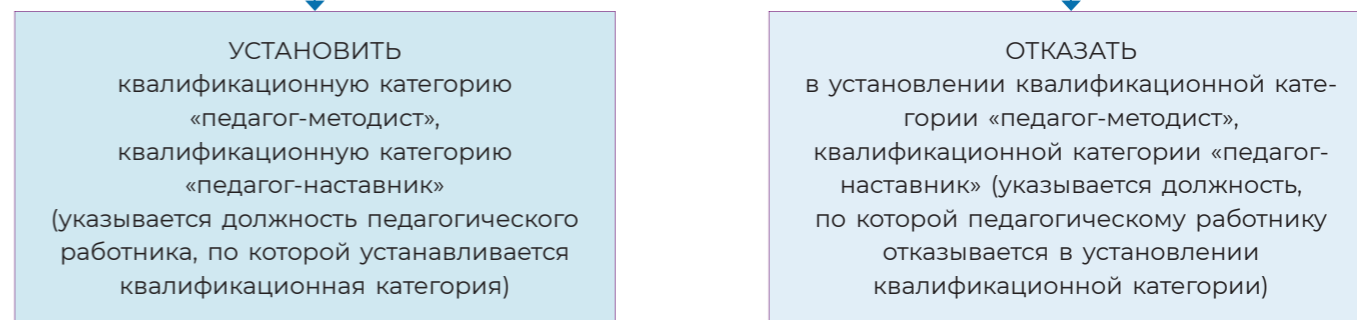 УСТАНОВИТЬ
квалификационную категорию
«педагог-методист»,
квалификационную категорию
«педагог-наставник»
(указывается должность педагогического
работника, по которой устанавливается
квалификационная категория)
ОТКАЗАТЬ
в установлении квалификационной кате-
гории «педагог-методист»,
квалификационной категории «педагог-
наставник» (указывается должность,
по которой педагогическому работнику
отказывается в установлении
квалификационной категории)